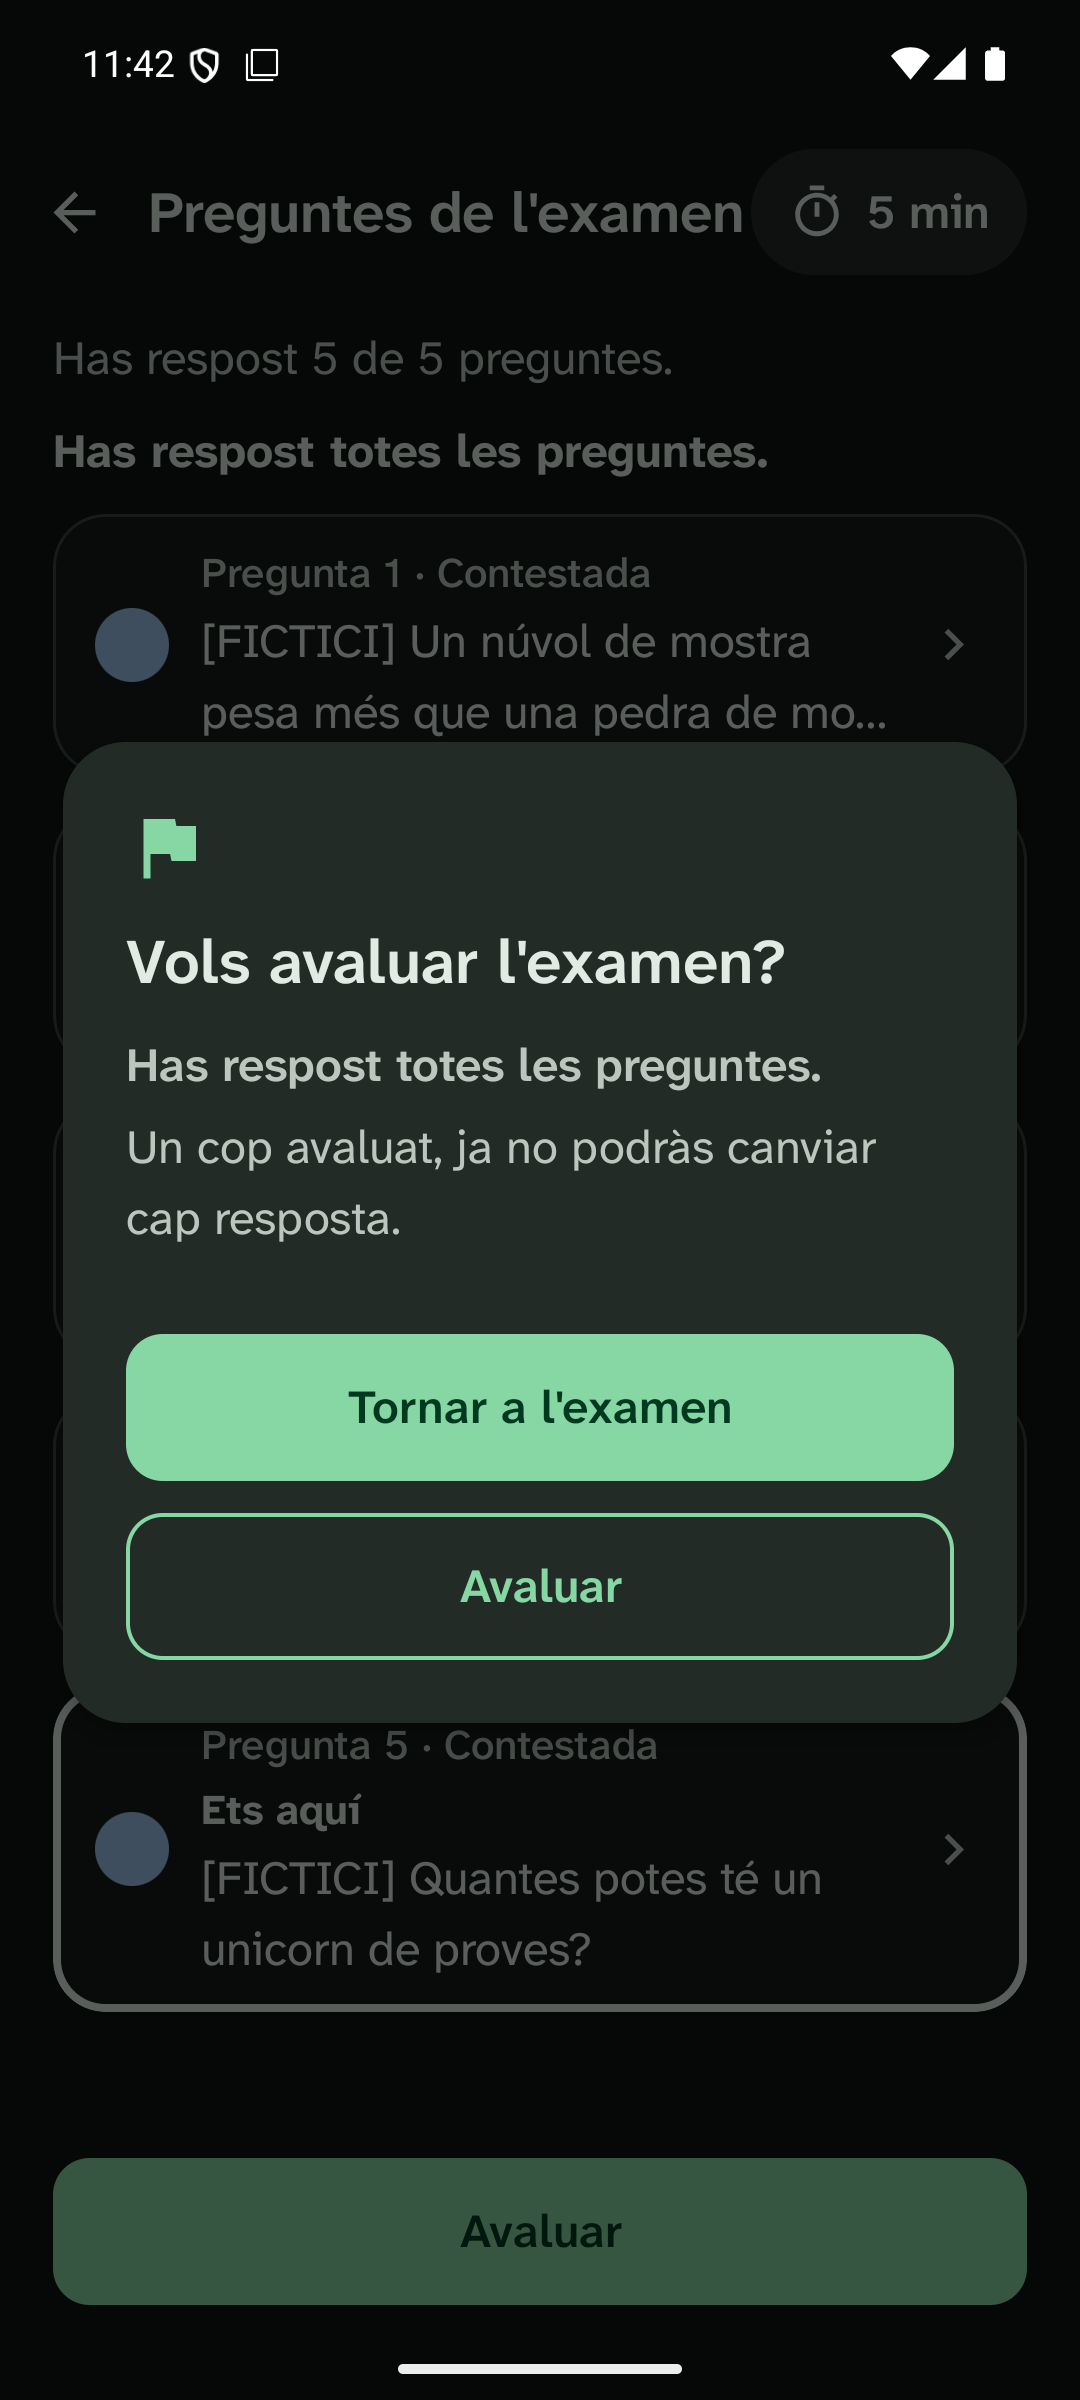 11:42
Preguntes de l'examen
5 min
Has respost 5 de 5 preguntes.
Has respost totes les preguntes.
Pregunta 1 · Contestada
[FICTICI] Un núvol de mostra
pesa més que una pedra de mo...
Vols avaluar l'examen?
Has respost totes les preguntes.
Un cop avaluat, ja no podràs canviar
cap resposta.
Tornar a l'examen
Avaluar
Pregunta 5 · Contestada
Ets aquí
[FICTICI] Quantes potes té un
unicorn de proves?
Avaluar